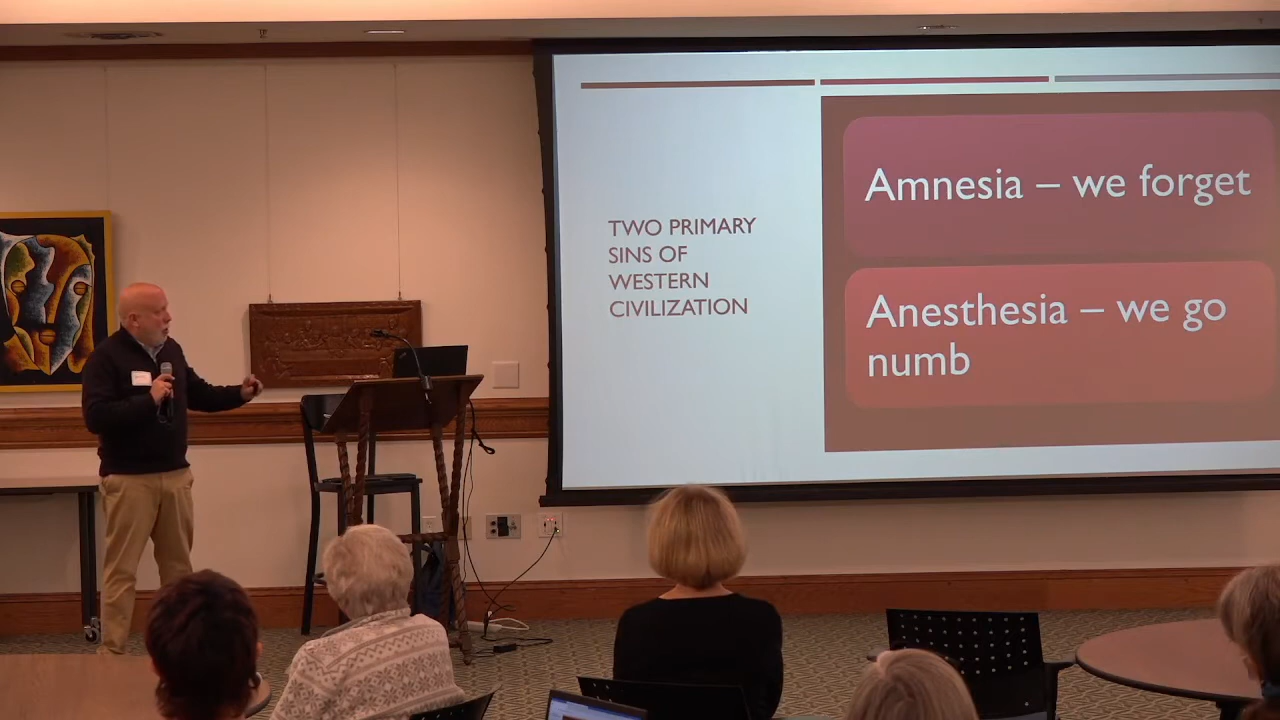 TWO PRIMARY
SINS OF
WESTERN
CIVILIZATION
Amnesia – we forget
Anesthesia – we go
numb